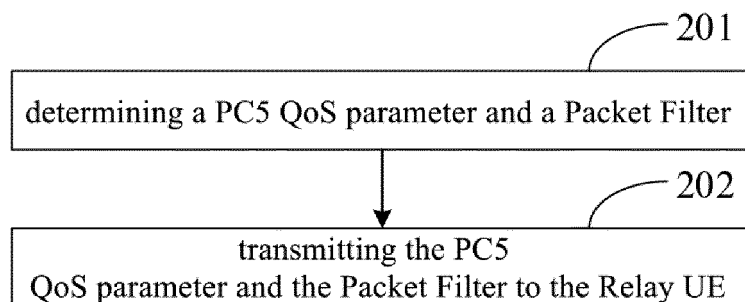 201
determining a PC5 QoS parameter and a Packet Filter
202
transmitting the PC5
QoS parameter and the Packet Filter to the Relay UE